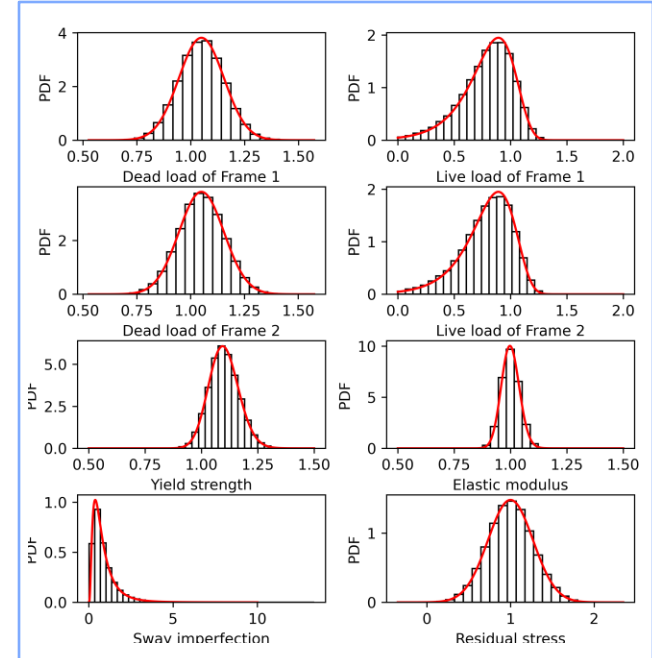 4
2
0
PDF
0.50 0.75 1.00 1.25 1.50
Dead load of Frame 1
2
1
0
PDF
0.0 0.5 1.0 1.5 2.0
Live load of Frame 1
2
0
PDF
0.50 0.75 1.00 1.25 1.50
Dead load of Frame 2
2
1
0
PDF
0.0 0.5 1.0 1.5 2.0
Live load of Frame 2
5.0
2.5
0.0
PDF
0.50 0.75 1.00 1.25 1.50
Yield strength
10
5
0
PDF
0.50 0.75 1.00 1.25 1.50
Elastic modulus
1.0
0.5
0.0
PDF
0 5 10
Sway imperfection
1
0
PDF
0 1 2
Residual stress